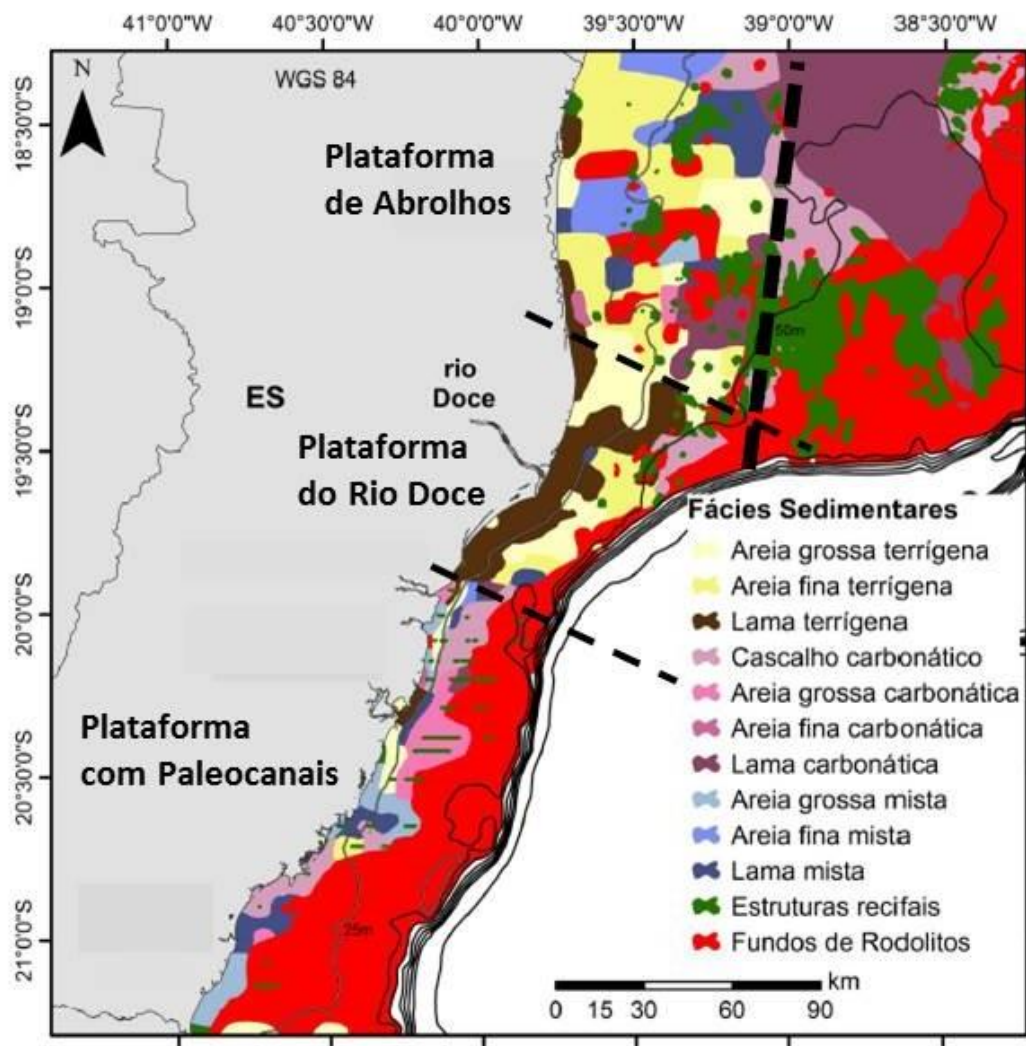 41°0'0"W 40°30'0"W 40°0'0"W 39°30'0"W 39°0'0"W 38°30'0"W
N
WGS 84
18°30'0"S
Plataforma
de Abrolhos
19°0'0"S
50m
rio
Doce
ES
Plataforma
do Rio Doce
19°30'0"S
Fácies Sedimentares
Areia grossa terrígena
Areia fina terrígena
Lama terrígena
Cascalho carbonático
Areia grossa carbonática
Areia fina carbonática
Lama carbonática
Areia grossa mista
Areia fina mista
Lama mista
Estruturas recifais
Fundos de Rodolitos
20°0'0"S
Plataforma
com Paleocanais
20°30'0"S
25m
21°0'0"S
km
0 15 30 60 90